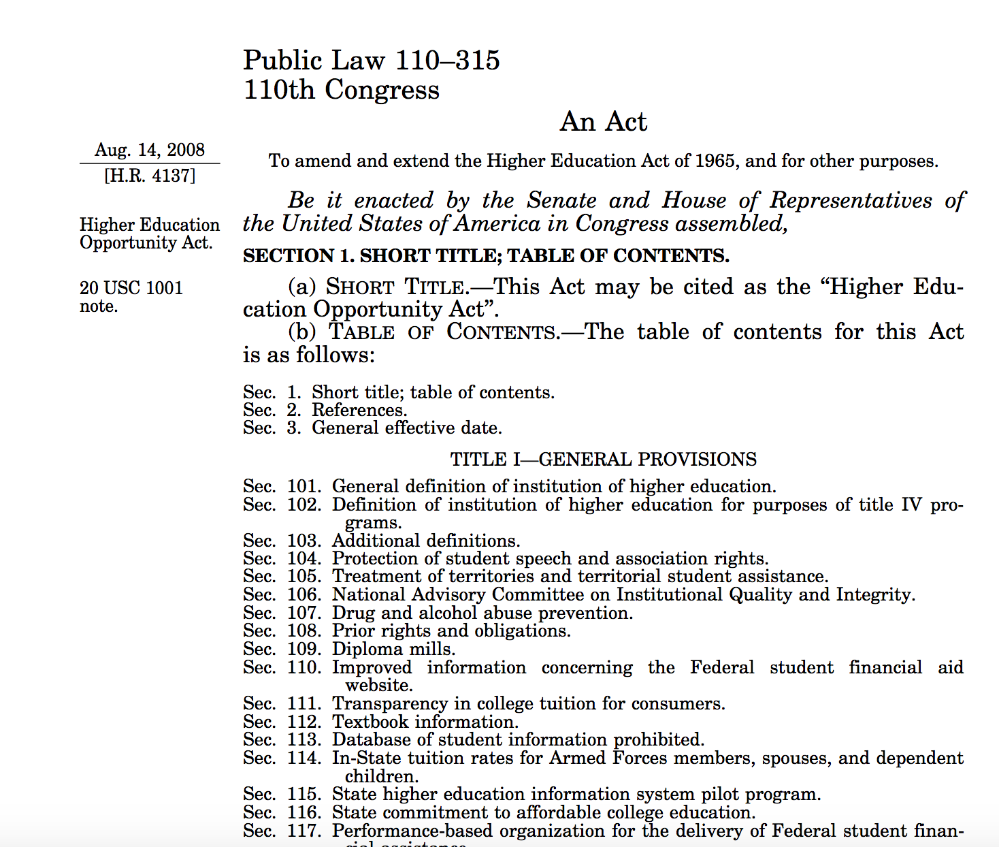 Public Law 110–315
110th Congress
An Act
Aug. 14, 2008
[H.R. 4137]
To amend and extend the Higher Education Act of 1965, and for other purposes.
Be it enacted by the Senate and House of Representatives of
the United States of America in Congress assembled,
Higher Education
Opportunity Act.
SECTION 1. SHORT TITLE; TABLE OF CONTENTS.
20 USC 1001
note.
(a) SHORT TITLE.—This Act may be cited as the “Higher Edu-
cation Opportunity Act”.
(b) TABLE OF CONTENTS.—The table of contents for this Act
is as follows:
Sec. 1. Short title; table of contents.
Sec. 2. References.
Sec. 3. General effective date.
TITLE I—GENERAL PROVISIONS
Sec. 101. General definition of institution of higher education.
Sec. 102. Definition of institution of higher education for purposes of title IV pro-
grams.
Sec. 103. Additional definitions.
Sec. 104. Protection of student speech and association rights.
Sec. 105. Treatment of territories and territorial student assistance.
Sec. 106. National Advisory Committee on Institutional Quality and Integrity.
Sec. 107. Drug and alcohol abuse prevention.
Sec. 108. Prior rights and obligations.
Sec. 109. Diploma mills.
Sec. 110. Improved information concerning the Federal student financial aid
website.
Sec. 111. Transparency in college tuition for consumers.
Sec. 112. Textbook information.
Sec. 113. Database of student information prohibited.
Sec. 114. In-State tuition rates for Armed Forces members, spouses, and dependent
children.
Sec. 115. State higher education information system pilot program.
Sec. 116. State commitment to affordable college education.
Sec. 117. Performance-based organization for the delivery of Federal student finan-